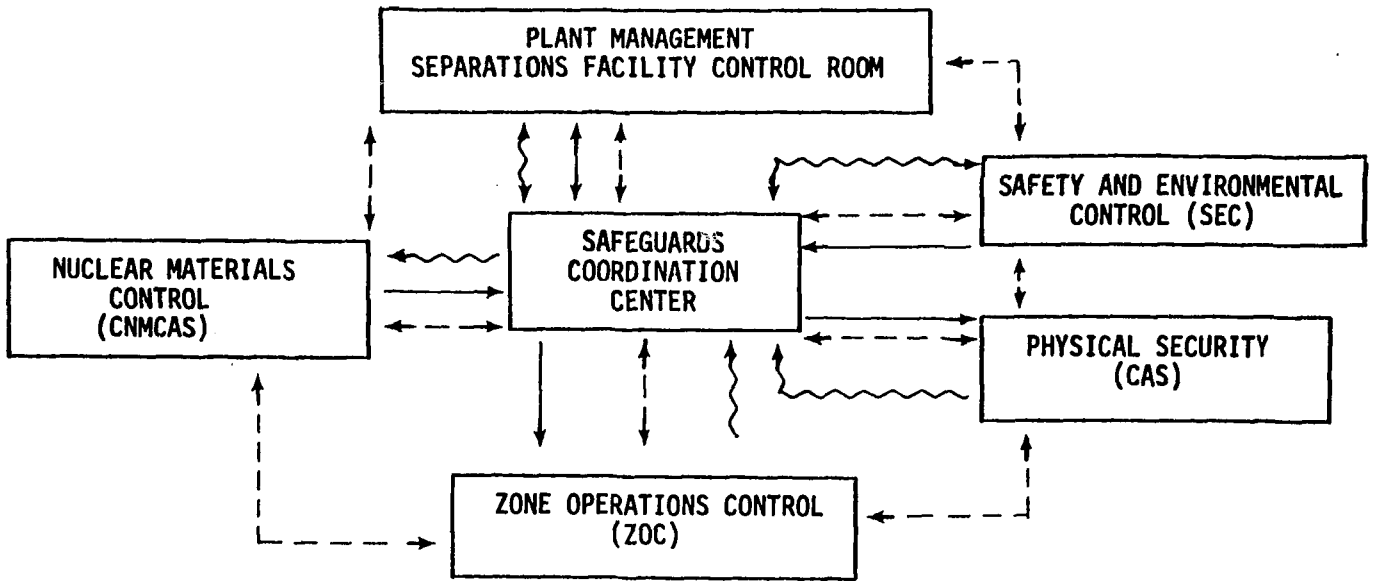 PLANT MANAGEMENT
SEPARATIONS FACILITY CONTROL ROOM
SAFETY AND ENVIRONMENTAL
CONTROL (SEC)
SAFEGUARDS
COORDINATION
CENTER
NUCLEAR MATERIALS
CONTROL
(CNMCAS)
PHYSICAL SECURITY
(CAS)
ZONE OPERATIONS CONTROL
(ZOC)